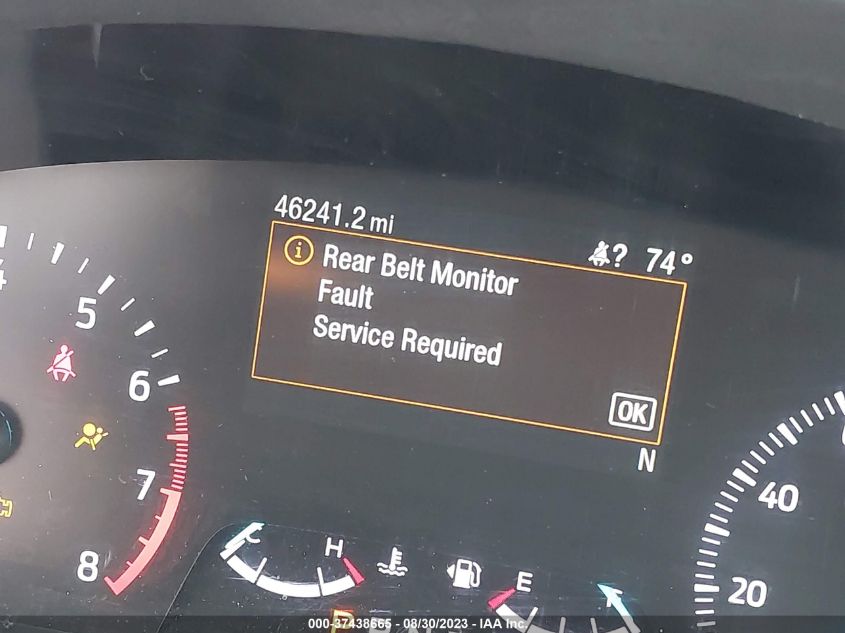 46241.2 mi
? 74°
Rear Belt Monitor
Fault
Service Required
OK
N
5
6
7
8
C H
E
40
20
000-37438665 - 08/30/2023 - IAA Inc.